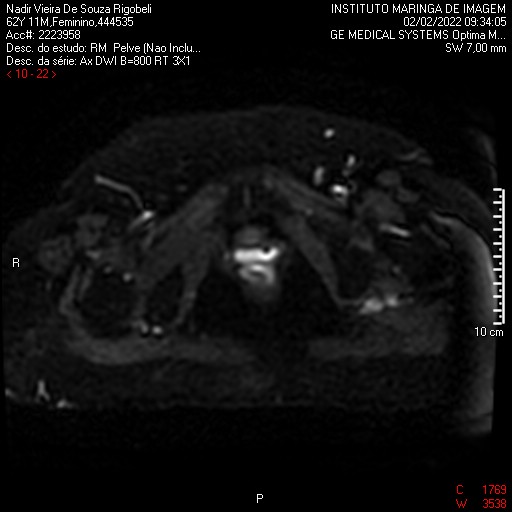 Nadir Vieira De Souza Rigobeli
62Y 11M,Feminino,444535
Acc#: 2223958
Desc. do estudo: RM Pelve (Nao Inclu...
Desc. da série: Ax DWI B=800 RT 3X1
< 10 - 22 >
INSTITUTO MARINGA DE IMAGEM
02/02/2022 09:34:05
GE MEDICAL SYSTEMS Optima M...
SW 7,00 mm
R
10 cm
P
C 1769
W 3538